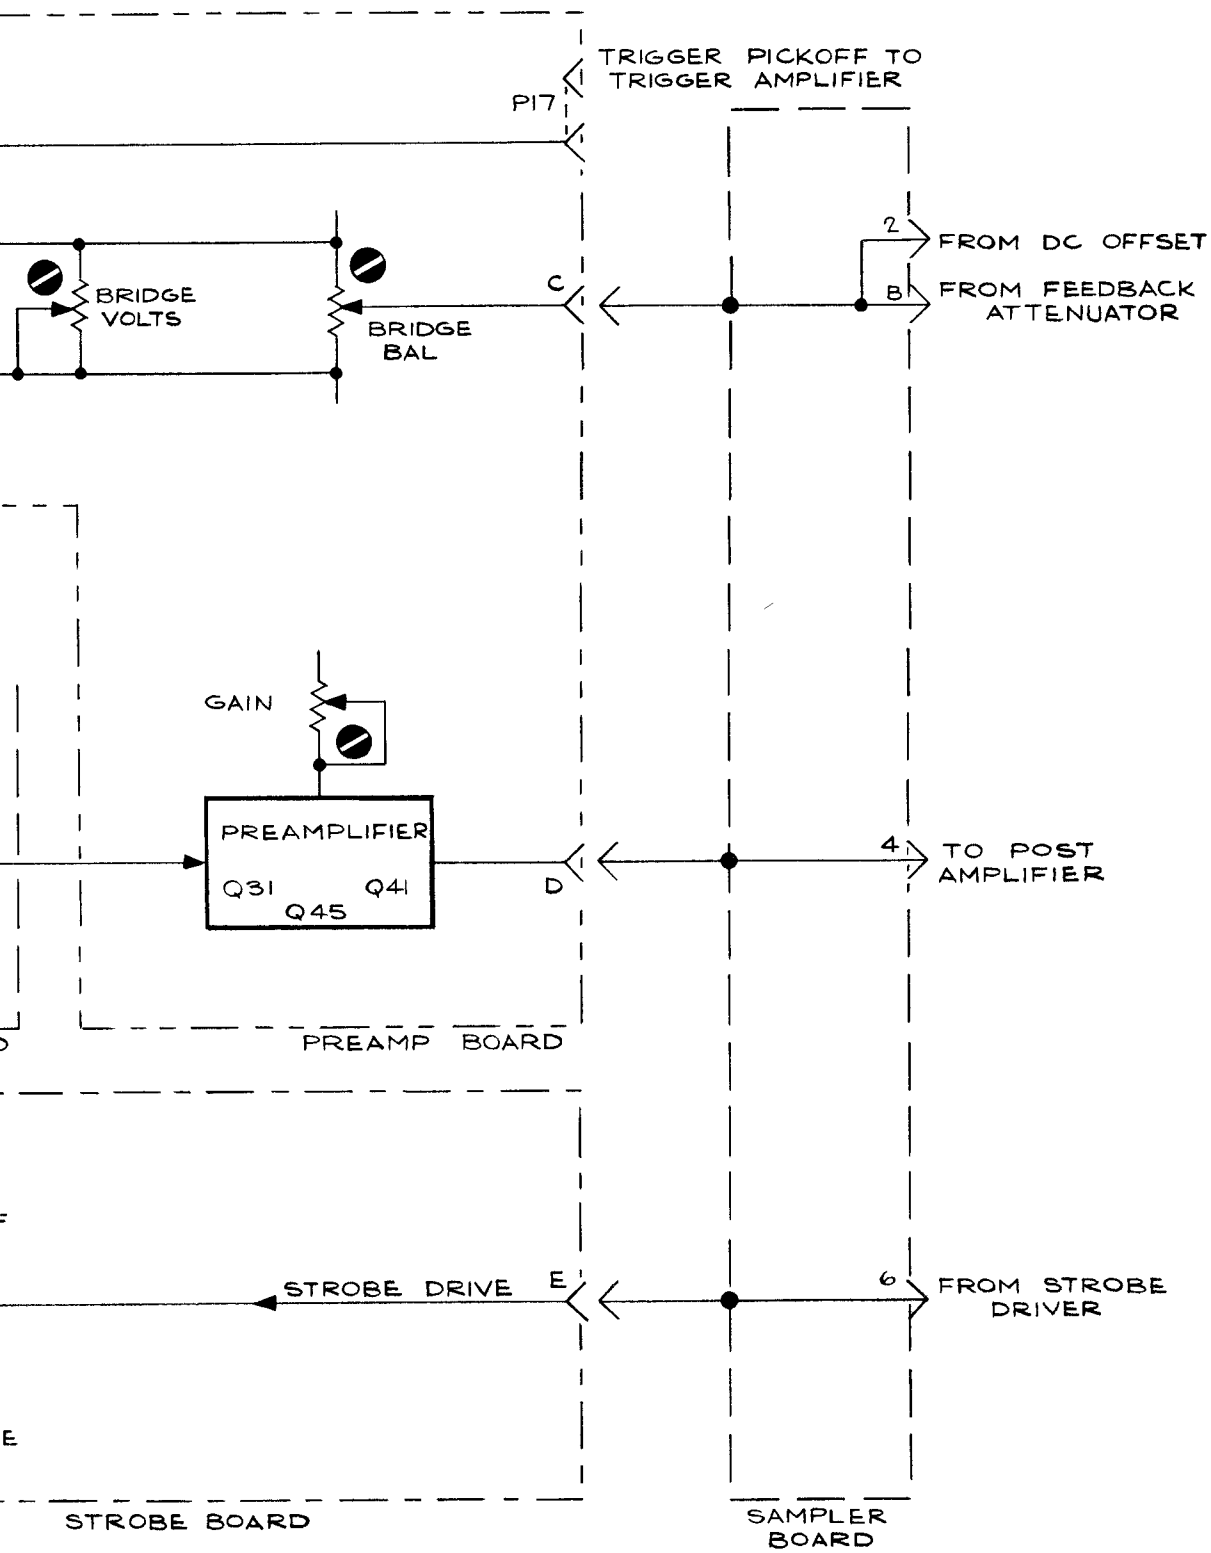 TRIGGER PICKOFF TO
TRIGGER AMPLIFIER
P17
2
FROM DC OFFSET
C
B
FROM FEEDBACK
ATTENUATOR
BRIDGE
VOLTS
BRIDGE
BAL
GAIN
PREAMPLIFIER
Q31
Q41
Q45
D
4
TO POST
AMPLIFIER
PREAMP BOARD
STROBE DRIVE
E
6
FROM STROBE
DRIVER
E
STROBE BOARD
SAMPLER
BOARD